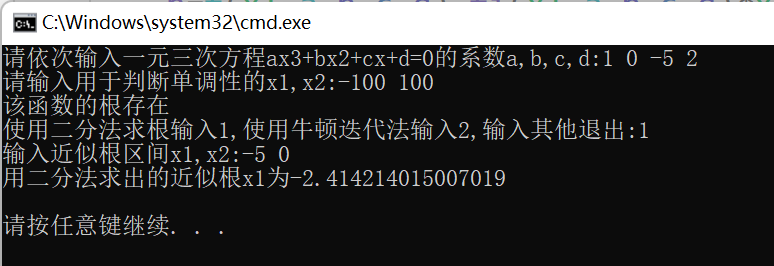 C:\Windows\system32\cmd.exe
请依次输入一元三次方程ax3+bx2+cx+d=0的系数a,b,c,d:1 0 -5 2
请输入用于判断单调性的x1,x2:-100 100
该函数的根存在
使用二分法求根输入1,使用牛顿迭代法输入2,输入其他退出:1
输入近似根区间x1,x2:-5 0
用二分法求出的近似根x1为-2.414214015007019
请按任意键继续. . .